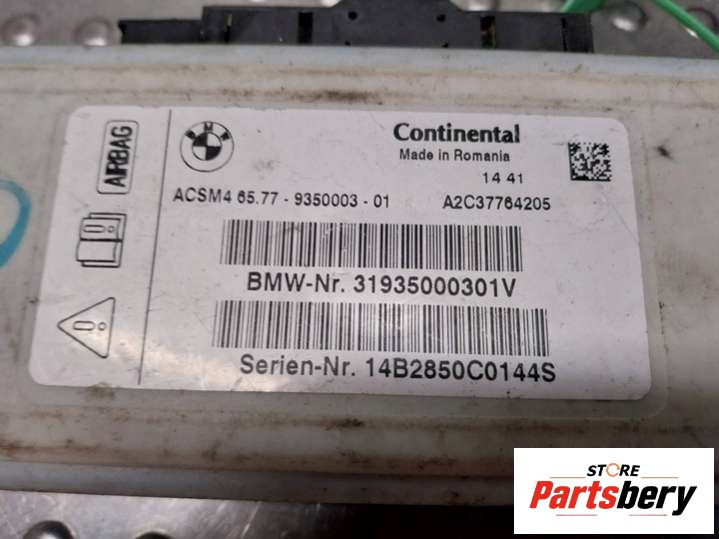 AIRBAG
BMW
Continental
Made in Romania
14 41
ACSM4 65.77 - 9350003 - 01 A2C37764205
BMW-Nr. 31935000301V
Serien-Nr. 14B2850C0144S
STORE
Partsbery